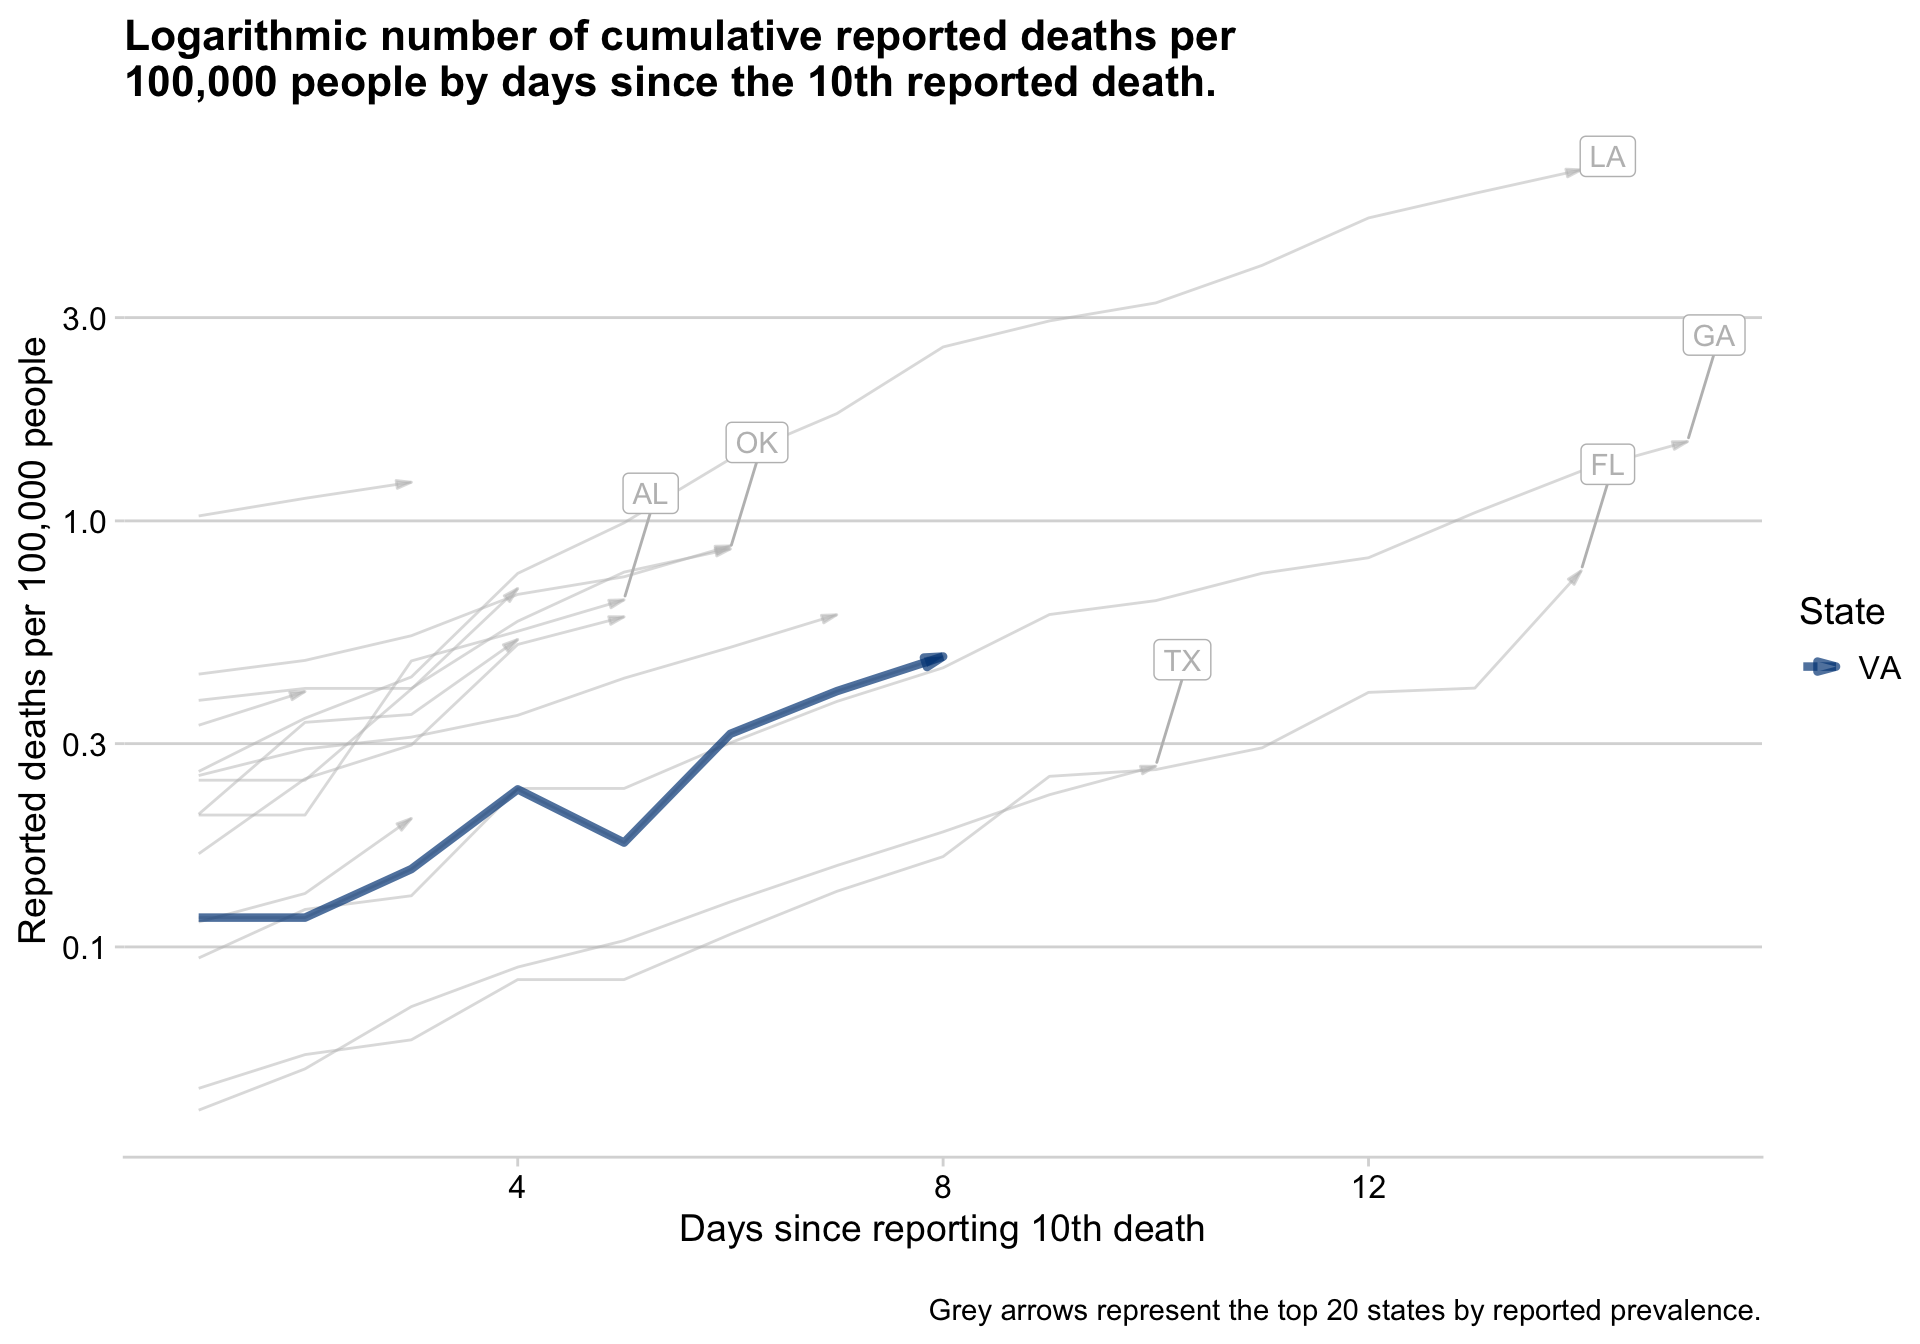 Logarithmic number of cumulative reported deaths per
100,000 people by days since the 10th reported death.
LA
GA
OK
FL
AL
TX
3.0
1.0
0.3
0.1
Reported deaths per 100,000 people
4
8
12
Days since reporting 10th death
State
VA
Grey arrows represent the top 20 states by reported prevalence.